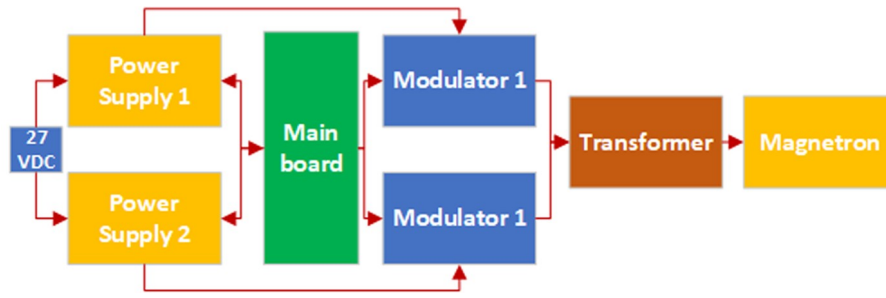 27
VDC
Power
Supply 1
Power
Supply 2
Main
board
Modulator 1
Modulator 1
Transformer
Magnetron